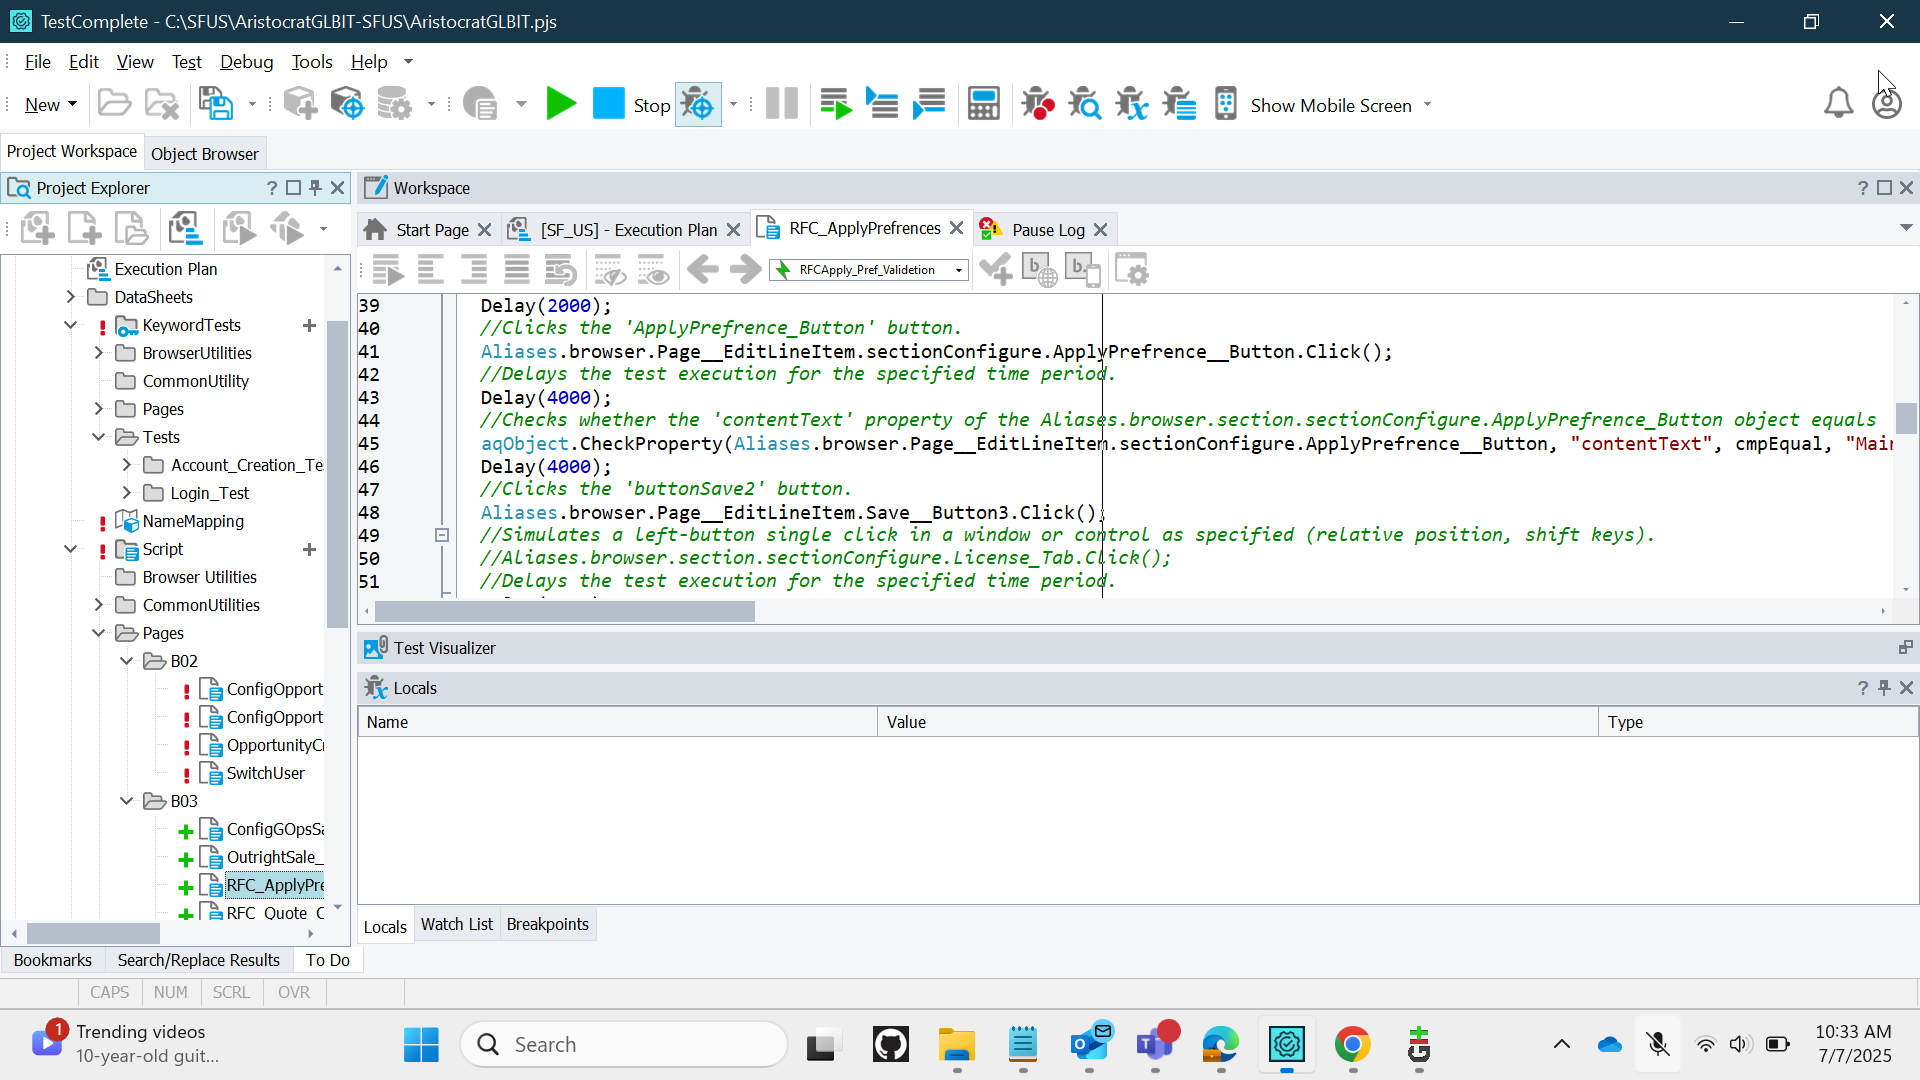 TestComplete - C:\SFUS\AristocratGLBIT-SFUS\AristocratGLBIT.pjs
File Edit View Test Debug Tools Help
New Stop Show Mobile Screen
Project Workspace Object Browser
Project Explorer
Workspace
Start Page [SF_US] - Execution Plan RFC_ApplyPrefrences Pause Log
RFCApply_Pref_Validetion
Execution Plan
DataSheets
KeywordTests
BrowserUtilities
CommonUtility
Pages
Tests
Account_Creation_Te
Login_Test
NameMapping
Script
Browser Utilities
CommonUtilities
Pages
B02
ConfigOpport
ConfigOpport
OpportunityC
SwitchUser
B03
ConfigGOpsSa
OutrightSale_
RFC_ApplyPre
RFC_Quote_C
39 Delay(2000);
40 //Clicks the 'ApplyPrefrence_Button' button.
41 Aliases.browser.Page__EditLineItem.sectionConfigure.ApplyPrefrence__Button.Click();
42 //Delays the test execution for the specified time period.
43 Delay(4000);
44 //Checks whether the 'contentText' property of the Aliases.browser.section.sectionConfigure.ApplyPrefrence_Button object equals
45 aqObject.CheckProperty(Aliases.browser.Page__EditLineItem.sectionConfigure.ApplyPrefrence__Button, "contentText", cmpEqual, "Mair
46 Delay(4000);
47 //Clicks the 'buttonSave2' button.
48 Aliases.browser.Page__EditLineItem.Save__Button3.Click();
49 //Simulates a left-button single click in a window or control as specified (relative position, shift keys).
50 //Aliases.browser.section.sectionConfigure.License_Tab.Click();
51 //Delays the test execution for the specified time period.
Test Visualizer
Locals
Name Value Type
Locals Watch List Breakpoints
Bookmarks Search/Replace Results To Do
CAPS NUM SCRL OVR
1 Trending videos
10-year-old guit...
Search
10:33 AM
7/7/2025